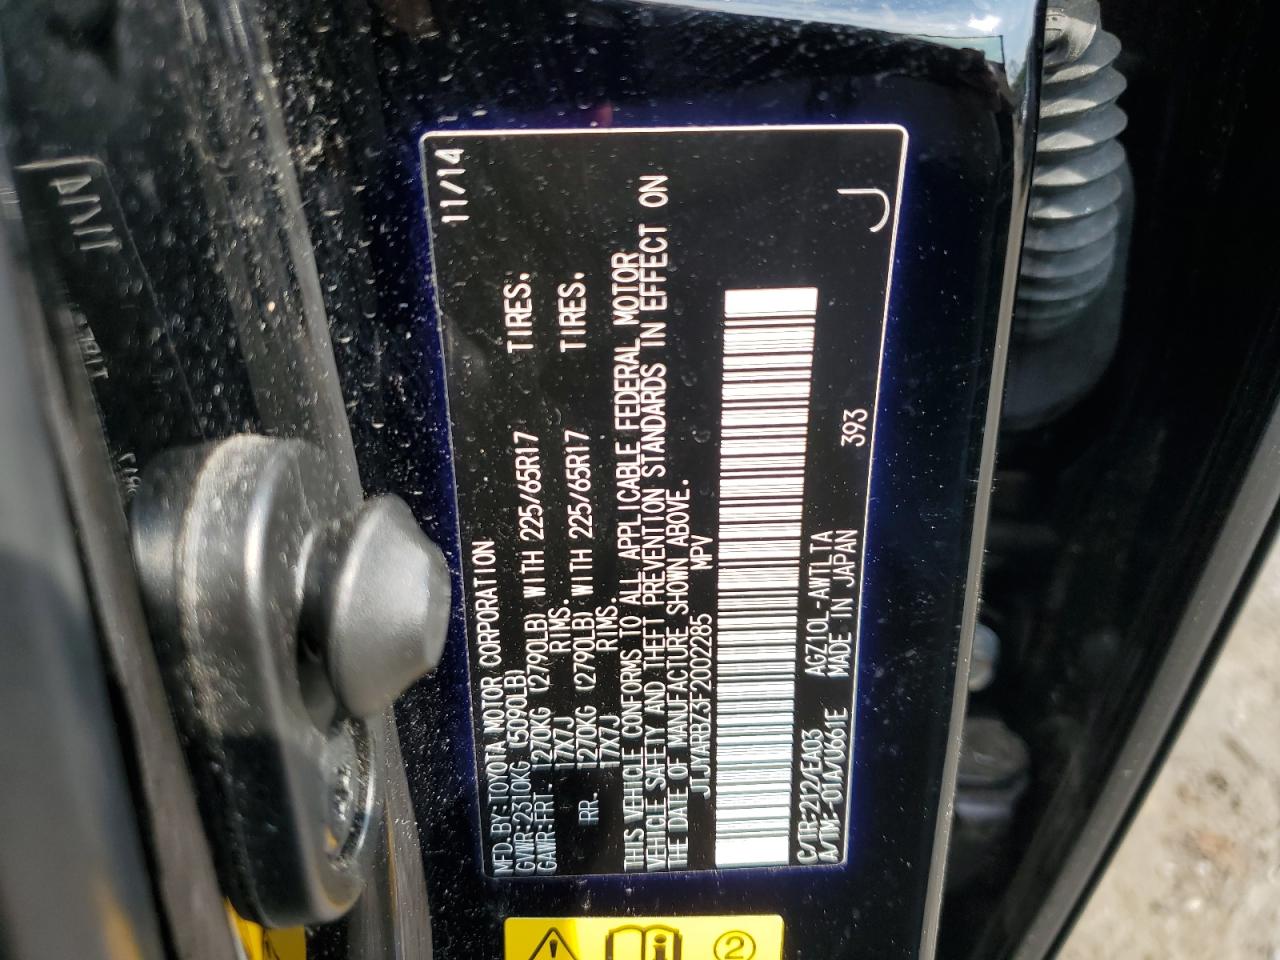 MFD. BY: TOYOTA MOTOR CORPORATION 11/14
GVWR: 2310KG (5090LB)
GAWR: FRT. 1270KG (2790LB) WITH 225/65R17 TIRES.
17X7J RIMS.
RR. 1270KG (2790LB) WITH 225/65R17 TIRES.
17X7J RIMS.
THIS VEHICLE CONFORMS TO ALL APPLICABLE FEDERAL MOTOR
VEHICLE SAFETY AND THEFT PREVENTION STANDARDS IN EFFECT ON
THE DATE OF MANUFACTURE SHOWN ABOVE.
JTJYARBZ3F2002285 MPV
C/TR: 212/EA03 AGZ10L-AWTLTA 393
A/TM: -01A/U661E MADE IN JAPAN
J
2